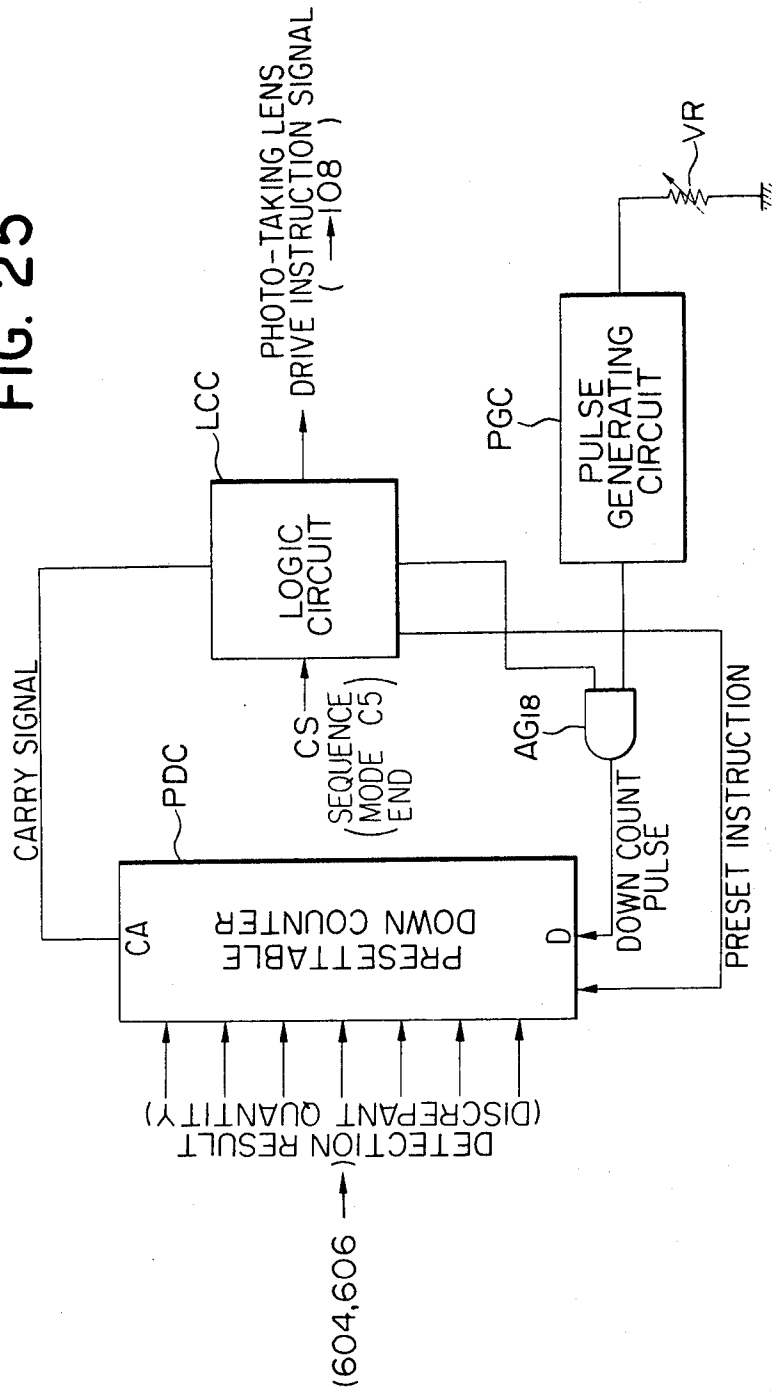 FIG. 25
CARRY SIGNAL
PDC
CA
PRESETTABLE
DOWN COUNTER
D
(604,606 → )
DETECTION RESULT
(DISCREPANT QUANTITY)
LCC
LOGIC
CIRCUIT
CS
(SEQUENCE
MODE C5
END)
PHOTO-TAKING LENS
DRIVE INSTRUCTION SIGNAL
( → 108 )
AG18
DOWN COUNT
PULSE
PRESET INSTRUCTION
PGC
PULSE
GENERATING
CIRCUIT
VR